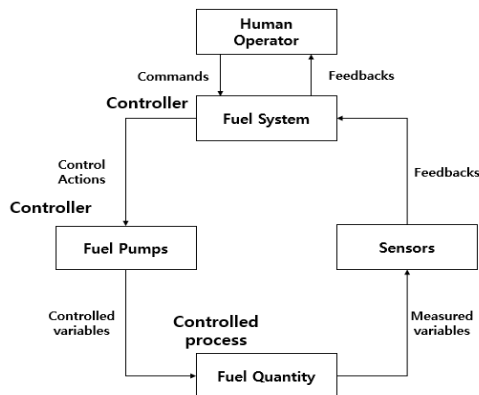 Human
Operator
Commands
Feedbacks
Controller
Fuel System
Control
Actions
Feedbacks
Controller
Fuel Pumps
Sensors
Controlled
variables
Controlled
process
Measured
variables
Fuel Quantity